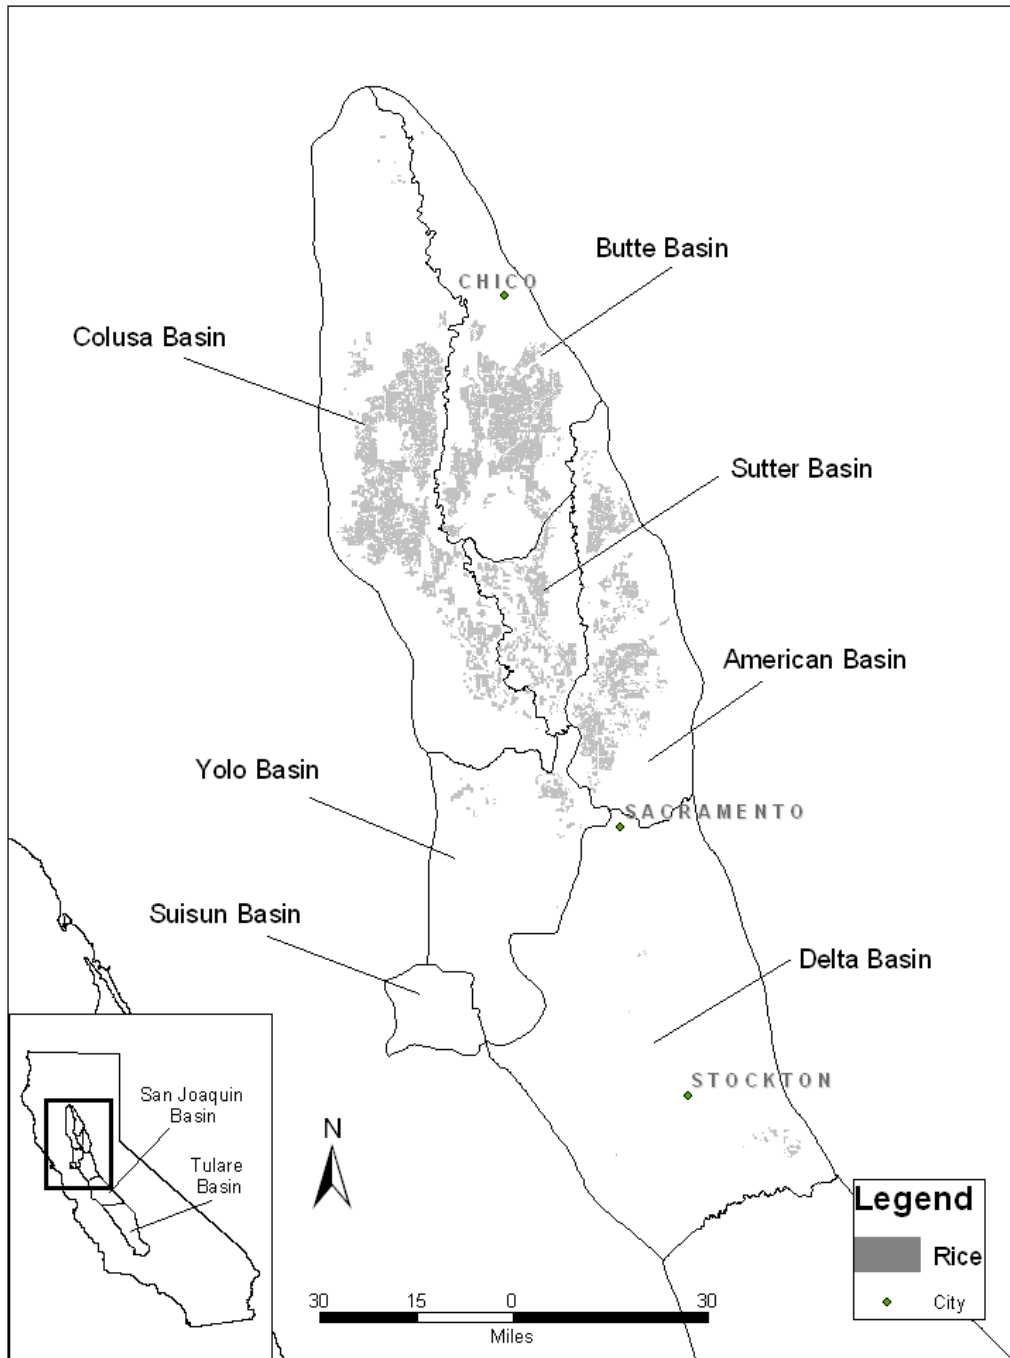 Butte Basin
CHICO
Colusa Basin
Sutter Basin
American Basin
Yolo Basin
SACRAMENTO
Suisun Basin
Delta Basin
STOCKTON
San Joaquin
Basin
Tulare
Basin
N
Legend
Rice
City
30 15 0 30
Miles